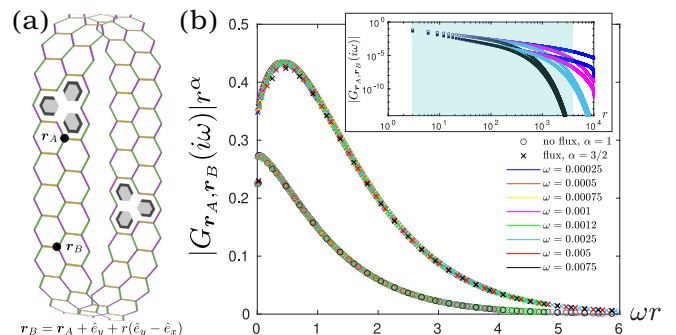 (a)
r_A
r_B
r_B = r_A + ê_y + r(ê_y − ê_x)
(b)
|G_{r_A, r_B}(iω)|r^α
0.5
0.4
0.3
0.2
0.1
0
0 1 2 3 4 5 6 ωr
|G_{r_A, r_B}(iω)|
10^0
10^-5
10^-10
10^0 10^1 10^2 10^3 10^4
r
no flux, α = 1
flux, α = 3/2
ω = 0.00025
ω = 0.0005
ω = 0.00075
ω = 0.001
ω = 0.0012
ω = 0.0025
ω = 0.005
ω = 0.0075